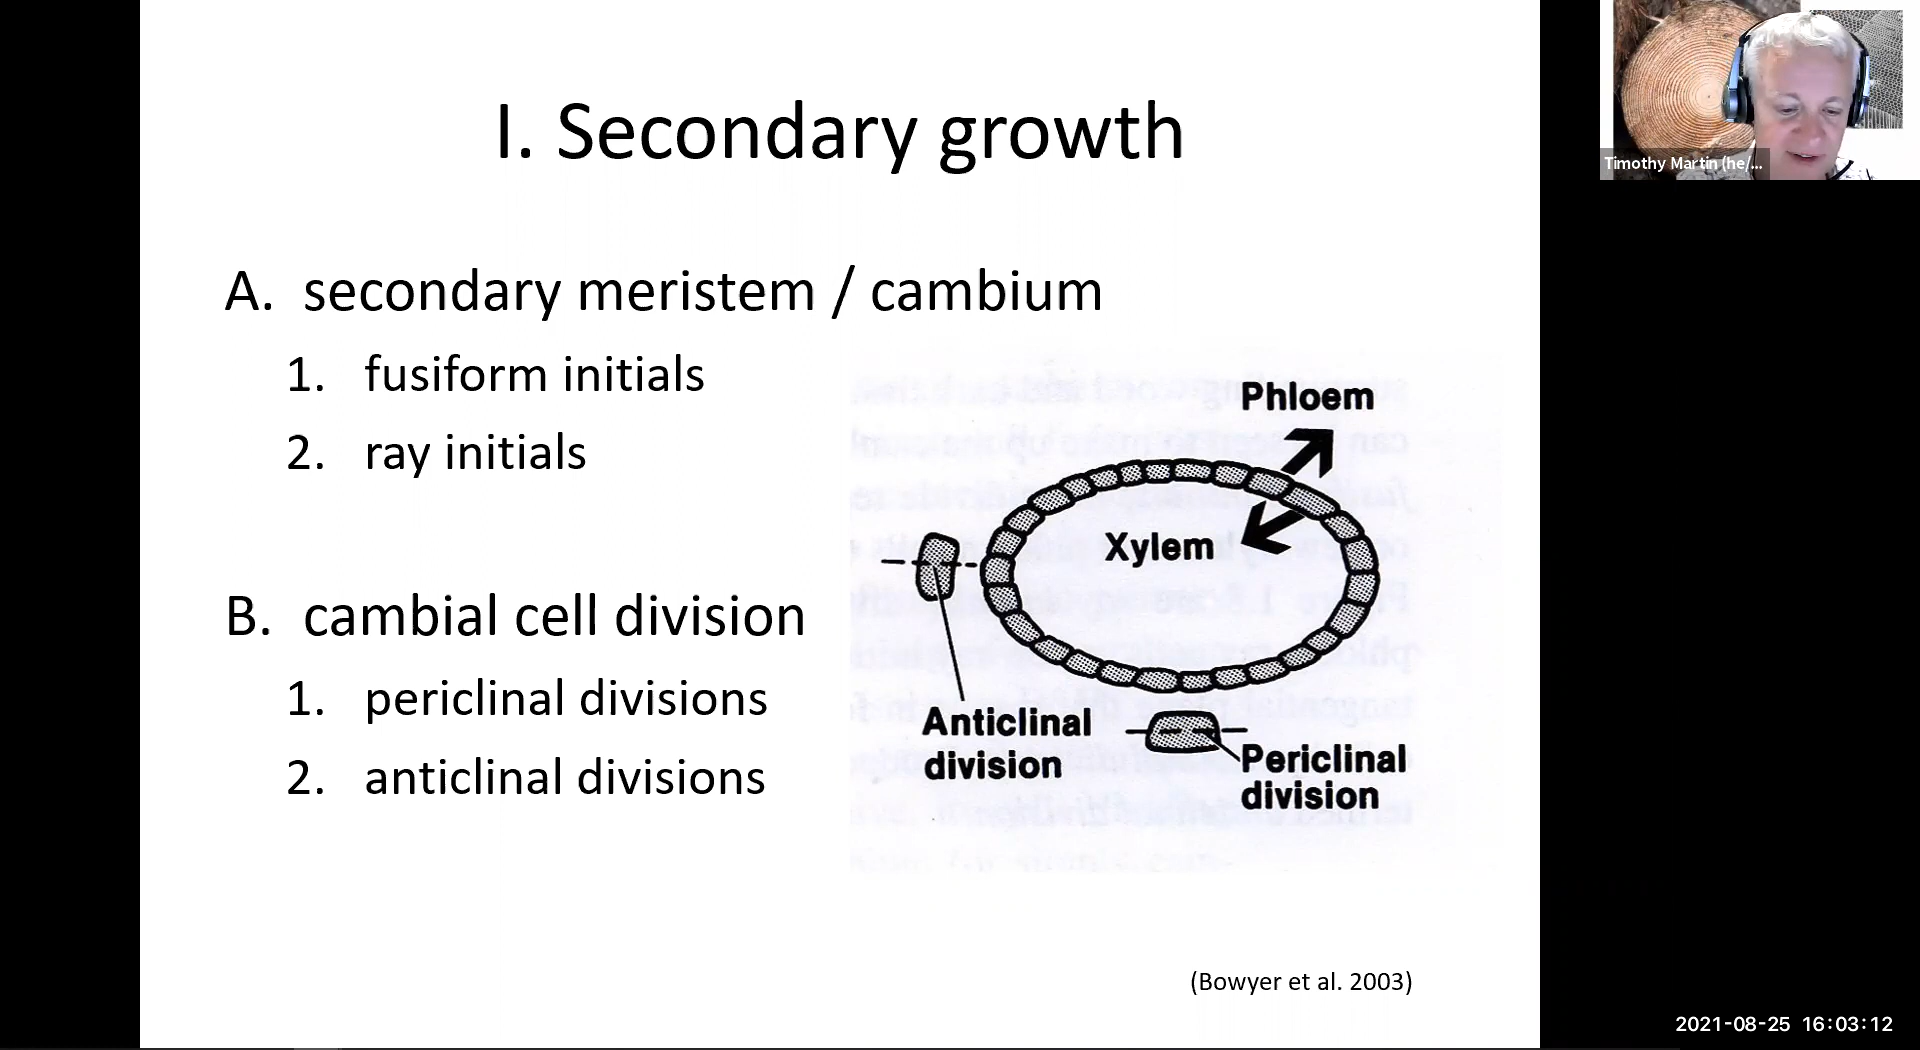 I. Secondary growth
A. secondary meristem / cambium
1. fusiform initials
2. ray initials
B. cambial cell division
1. periclinal divisions
2. anticlinal divisions
Phloem
Xylem
Anticlinal
division
Periclinal
division
(Bowyer et al. 2003)
Timothy Martin (he/...
2021-08-25 16:03:12